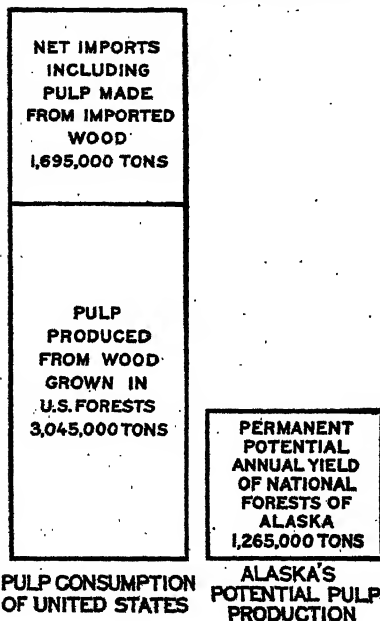 NET IMPORTS
INCLUDING
PULP MADE
FROM IMPORTED
WOOD
1,695,000 TONS
PULP
PRODUCED
FROM WOOD
GROWN IN
U.S. FORESTS
3,045,000 TONS
PERMANENT
POTENTIAL
ANNUAL YIELD
OF NATIONAL
FORESTS OF
ALASKA
1,265,000 TONS
PULP CONSUMPTION
OF UNITED STATES
ALASKA'S
POTENTIAL PULP
PRODUCTION